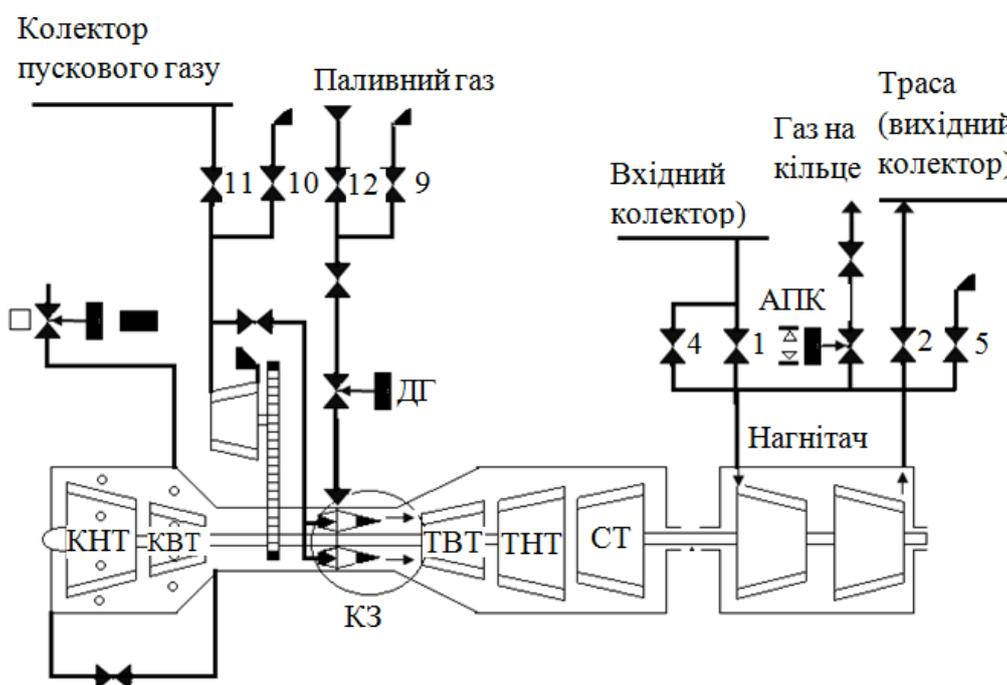 Колектор
пускового газу
Паливний газ
Траса
(вихідний
колектор)
Газ на
кільце
Вхідний
колектор)
11
10
12
9
АПК
4
1
2
5
ДГ
Нагнітач
КНТ
КВТ
ТВТ
ТНТ
СТ
КЗ